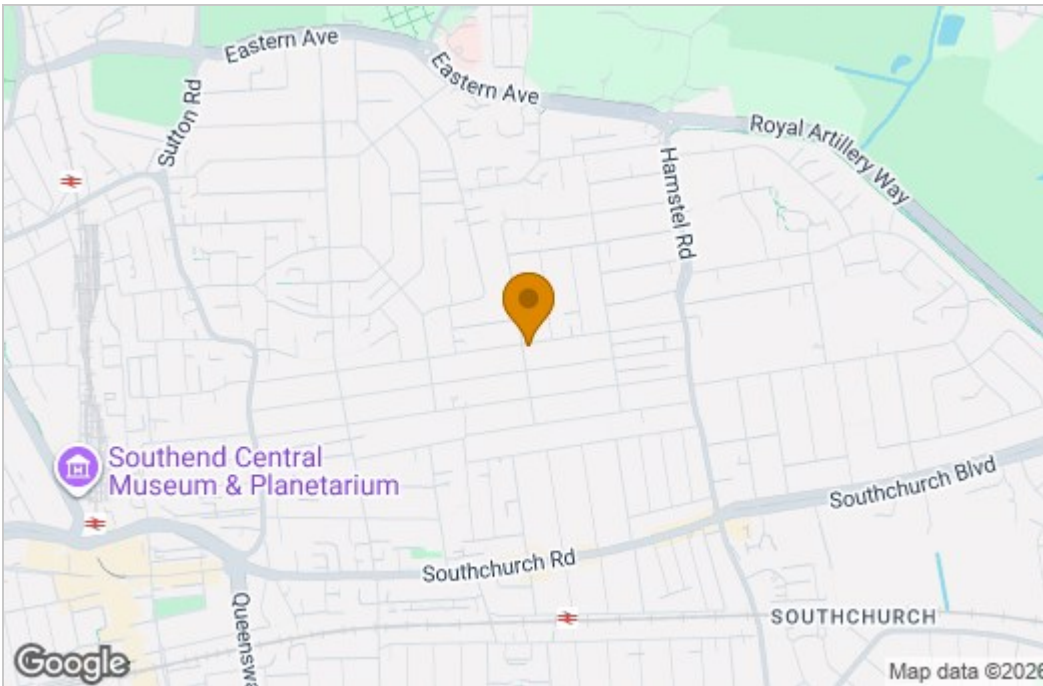 Eastern Ave
Eastern Ave
Sutton Rd
Royal Artillery Way
Hamstel Rd
Southend Central
Museum & Planetarium
Southchurch Blvd
Southchurch Rd
SOUTHCHURCH
Queenswa
Google
Map data ©2026